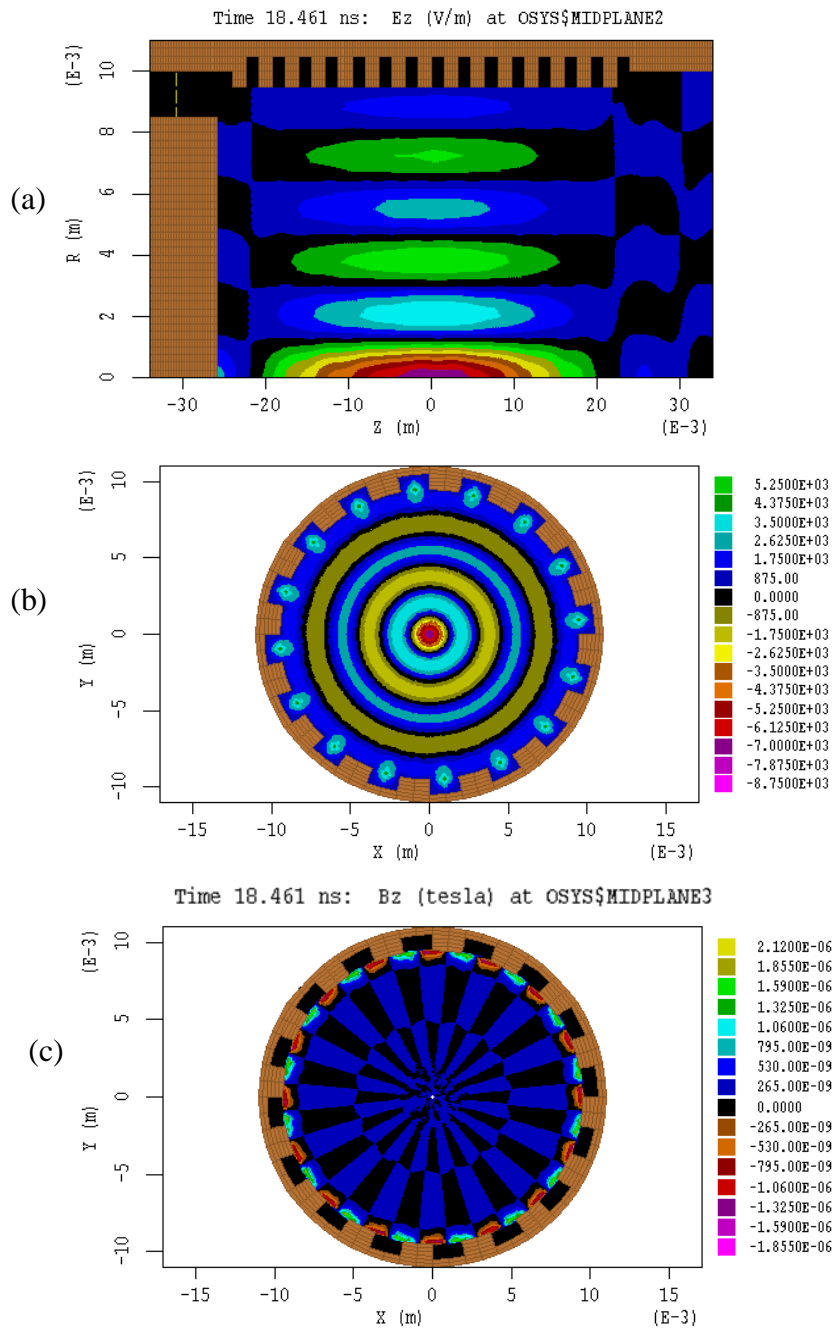 Time 18.461 ns: Ez (V/m) at OSYS$MIDPLANE2
(a)
(E-3)
R (m)
10
8
6
4
2
0
-30 -20 -10 0 10 20 30
Z (m) (E-3)
(b)
(E-3)
Y (m)
10
5
0
-5
-10
-15 -10 -5 0 5 10 15
X (m) (E-3)
5.2500E+03
4.3750E+03
3.5000E+03
2.6250E+03
1.7500E+03
875.00
0.0000
-875.00
-1.7500E+03
-2.6250E+03
-3.5000E+03
-4.3750E+03
-5.2500E+03
-6.1250E+03
-7.0000E+03
-7.8750E+03
-8.7500E+03
Time 18.461 ns: Bz (tesla) at OSYS$MIDPLANE3
(c)
(E-3)
Y (m)
10
5
0
-5
-10
-15 -10 -5 0 5 10 15
X (m) (E-3)
2.1200E-06
1.8550E-06
1.5900E-06
1.3250E-06
1.0600E-06
795.00E-09
530.00E-09
265.00E-09
0.0000
-265.00E-09
-530.00E-09
-795.00E-09
-1.0600E-06
-1.3250E-06
-1.5900E-06
-1.8550E-06